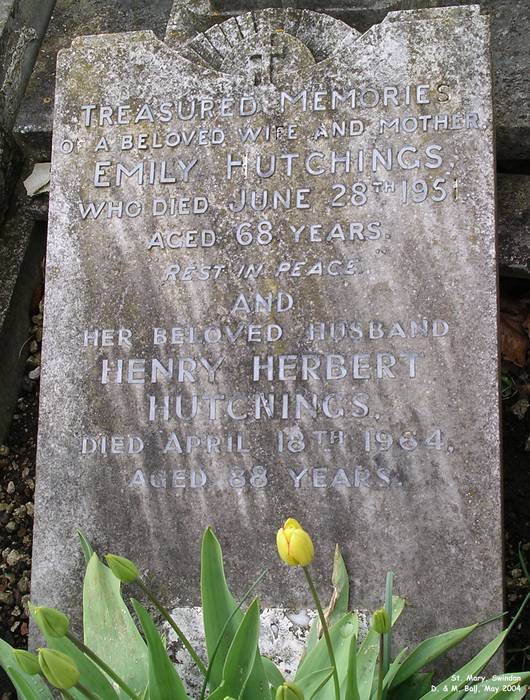 TREASURED MEMORIES
OF A BELOVED WIFE AND MOTHER
EMILY HUTCHINGS
WHO DIED JUNE 28TH 1951
AGED 68 YEARS.
REST IN PEACE
AND
HER BELOVED HUSBAND
HENRY HERBERT
HUTCHINGS.
DIED APRIL 18TH 1964,
AGED 88 YEARS.
St. Mary, Swindon
D. & M. Ball, May 2004